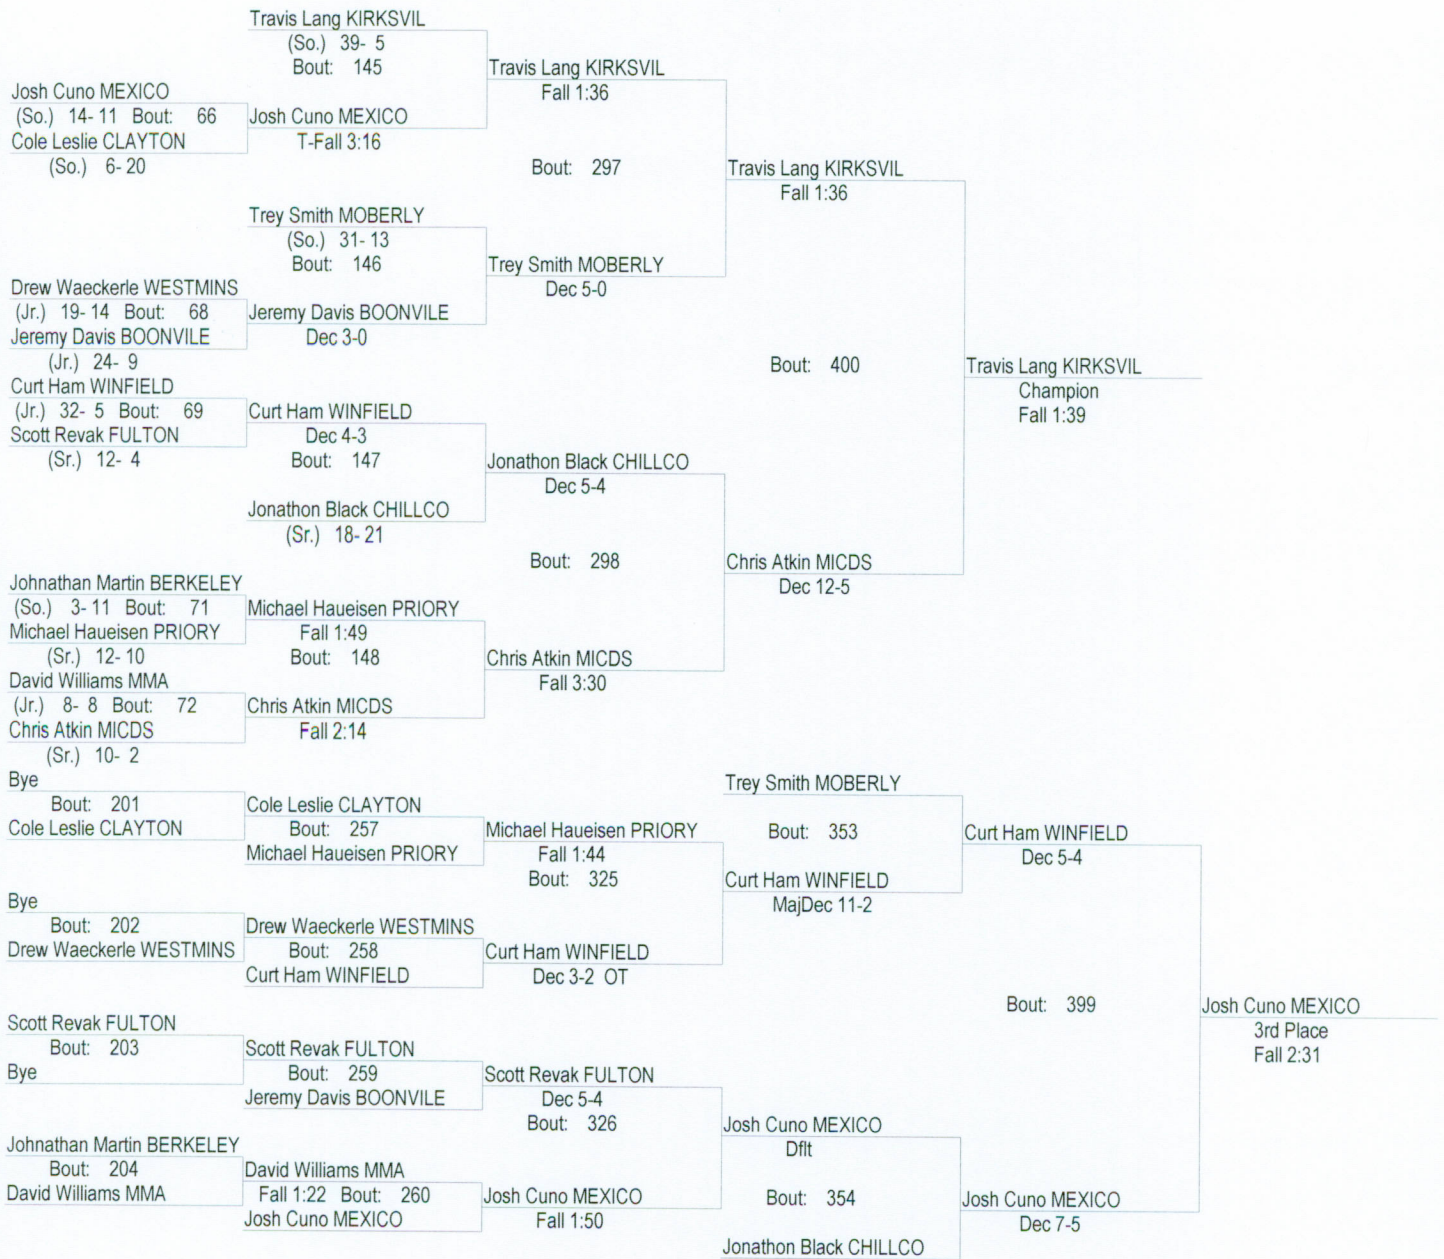 Travis Lang KIRKSVIL
(So.) 39- 5
Bout: 145
Travis Lang KIRKSVIL
Fall 1:36
Josh Cuno MEXICO
(So.) 14- 11 Bout: 66
Josh Cuno MEXICO
T-Fall 3:16
Cole Leslie CLAYTON
(So.) 6- 20
Bout: 297
Travis Lang KIRKSVIL
Fall 1:36
Trey Smith MOBERLY
(So.) 31- 13
Bout: 146
Trey Smith MOBERLY
Dec 5-0
Drew Waeckerle WESTMINS
(Jr.) 19- 14 Bout: 68
Jeremy Davis BOONVILE
Dec 3-0
Jeremy Davis BOONVILE
(Jr.) 24- 9
Bout: 400
Travis Lang KIRKSVIL
Champion
Fall 1:39
Curt Ham WINFIELD
(Jr.) 32- 5 Bout: 69
Curt Ham WINFIELD
Dec 4-3
Scott Revak FULTON
(Sr.) 12- 4
Bout: 147
Jonathon Black CHILLCO
Dec 5-4
Jonathon Black CHILLCO
(Sr.) 18- 21
Bout: 298
Chris Atkin MICDS
Dec 12-5
Johnathan Martin BERKELEY
(So.) 3- 11 Bout: 71
Michael Haueisen PRIORY
Fall 1:49
Michael Haueisen PRIORY
(Sr.) 12- 10
Bout: 148
Chris Atkin MICDS
Fall 3:30
David Williams MMA
(Jr.) 8- 8 Bout: 72
Chris Atkin MICDS
Fall 2:14
Chris Atkin MICDS
(Sr.) 10- 2
Bye
Bout: 201
Cole Leslie CLAYTON
Cole Leslie CLAYTON
Bout: 257
Michael Haueisen PRIORY
Michael Haueisen PRIORY
Fall 1:44
Bout: 325
Trey Smith MOBERLY
Bout: 353
Curt Ham WINFIELD
MajDec 11-2
Curt Ham WINFIELD
Dec 5-4
Bye
Bout: 202
Drew Waeckerle WESTMINS
Drew Waeckerle WESTMINS
Bout: 258
Curt Ham WINFIELD
Curt Ham WINFIELD
Dec 3-2 OT
Bout: 399
Josh Cuno MEXICO
3rd Place
Fall 2:31
Scott Revak FULTON
Bout: 203
Bye
Scott Revak FULTON
Bout: 259
Jeremy Davis BOONVILE
Scott Revak FULTON
Dec 5-4
Bout: 326
Josh Cuno MEXICO
Dflt
Johnathan Martin BERKELEY
Bout: 204
David Williams MMA
David Williams MMA
Fall 1:22 Bout: 260
Josh Cuno MEXICO
Josh Cuno MEXICO
Fall 1:50
Bout: 354
Josh Cuno MEXICO
Dec 7-5
Jonathon Black CHILLCO